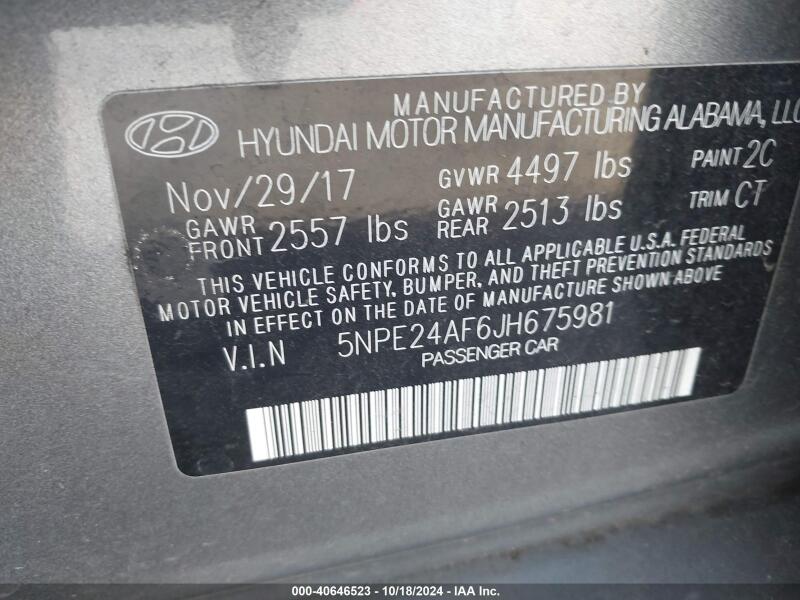 MANUFACTURED BY
HYUNDAI MOTOR MANUFACTURING ALABAMA, LLC
Nov/29/17 GVWR 4497 lbs PAINT 2C
GAWR FRONT 2557 lbs GAWR REAR 2513 lbs TRIM CT
THIS VEHICLE CONFORMS TO ALL APPLICABLE U.S.A. FEDERAL
MOTOR VEHICLE SAFETY, BUMPER, AND THEFT PREVENTION STANDARDS
IN EFFECT ON THE DATE OF MANUFACTURE SHOWN ABOVE
V.I.N 5NPE24AF6JH675981
PASSENGER CAR
000-40646523 - 10/18/2024 - IAA Inc.